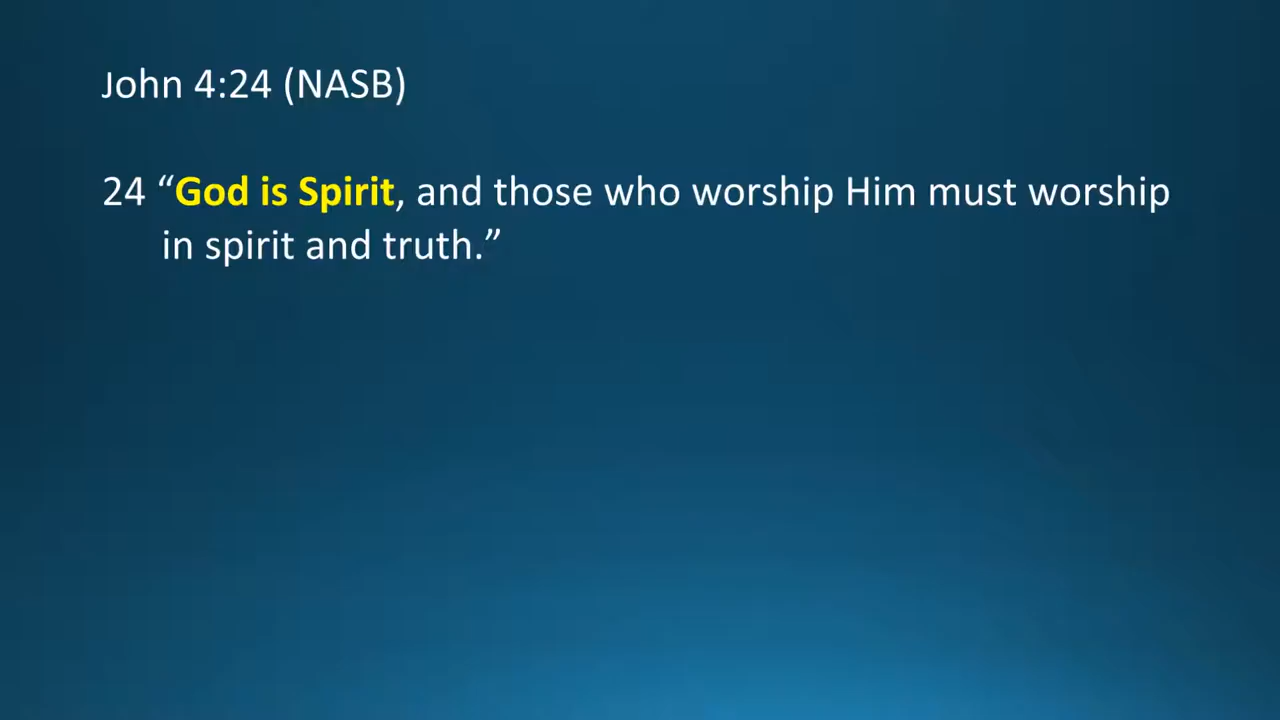 John 4:24 (NASB)
24 “God is Spirit, and those who worship Him must worship
in spirit and truth.”